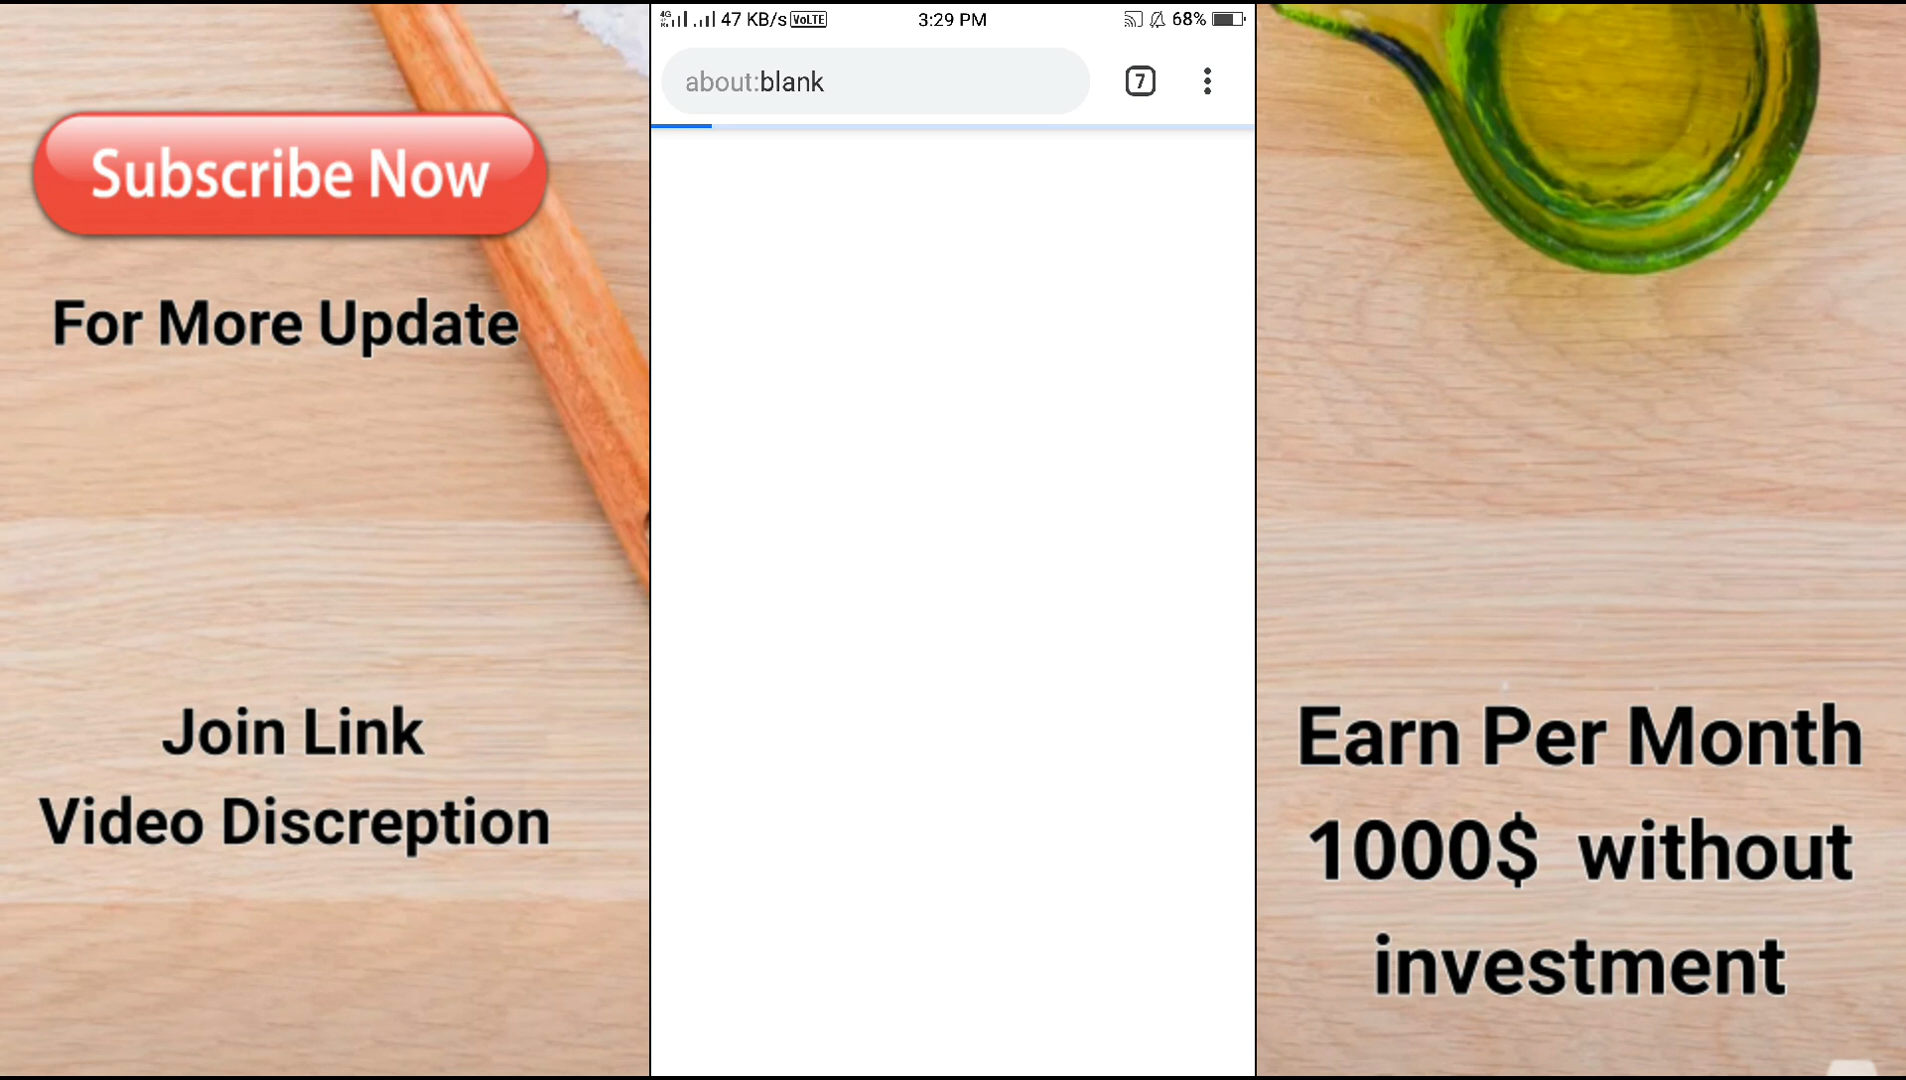 4G 47 KB/s VoLTE 3:29 PM 68%
about:blank 7
Subscribe Now
For More Update
Join Link
Video Discreption
Earn Per Month
1000$ without
investment